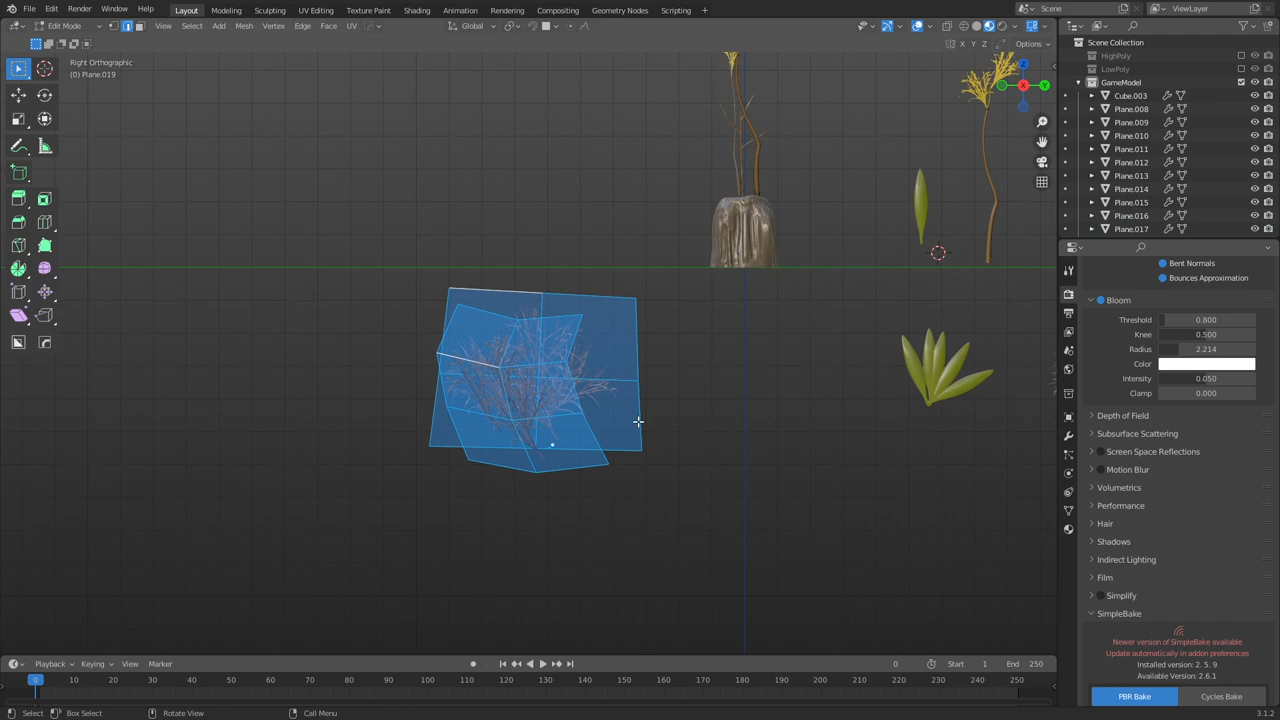 File Edit Render Window Help Layout Modeling Sculpting UV Editing Texture Paint Shading Animation Rendering Compositing Geometry Nodes Scripting + Scene ViewLayer
Edit Mode View Select Add Mesh Vertex Edge Face UV Global
X Y Z Options
Right Orthographic
(0) Plane.019
Z
Y
X
Scene Collection
HighPoly
LowPoly
GameModel
Cube.003
Plane.008
Plane.009
Plane.010
Plane.011
Plane.012
Plane.013
Plane.014
Plane.015
Plane.016
Plane.017
Bent Normals
Bounces Approximation
Bloom
Threshold 0.800
Knee 0.500
Radius 2.214
Color
Intensity 0.050
Clamp 0.000
Depth of Field
Subsurface Scattering
Screen Space Reflections
Motion Blur
Volumetrics
Performance
Hair
Shadows
Indirect Lighting
Film
Simplify
SimpleBake
Newer version of SimpleBake available
Update automatically in addon preferences
Installed version: 2. 5. 9
Available Version: 2.6.1
PBR Bake Cycles Bake
Playback Keying View Marker 0 Start 1 End 250
0 10 20 30 40 50 60 70 80 90 100 110 120 130 140 150 160 170 180 190 200 210 220 230 240 250
Select Box Select Rotate View Call Menu 3.1.2